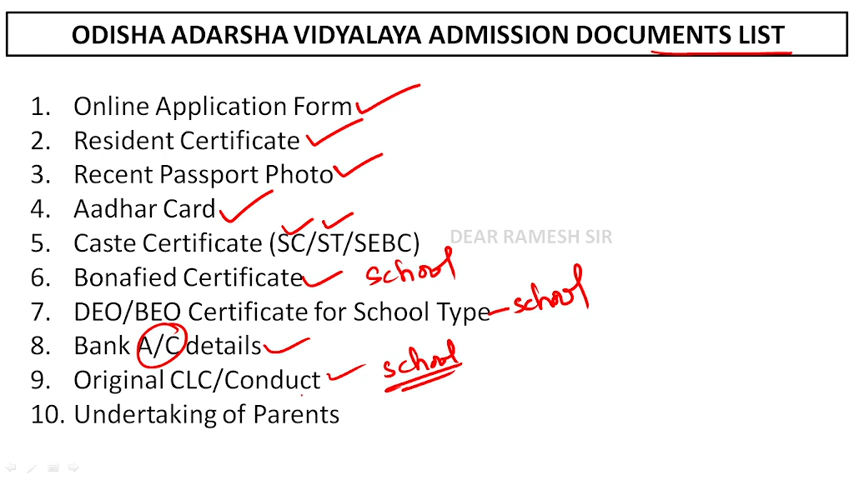 ODISHA ADARSHA VIDYALAYA ADMISSION DOCUMENTS LIST
1. Online Application Form
2. Resident Certificate
3. Recent Passport Photo
4. Aadhar Card
5. Caste Certificate (SC/ST/SEBC) DEAR RAMESH SIR
6. Bonafied Certificate school
7. DEO/BEO Certificate for School Type school
8. Bank A/C details
9. Original CLC/Conduct school
10. Undertaking of Parents